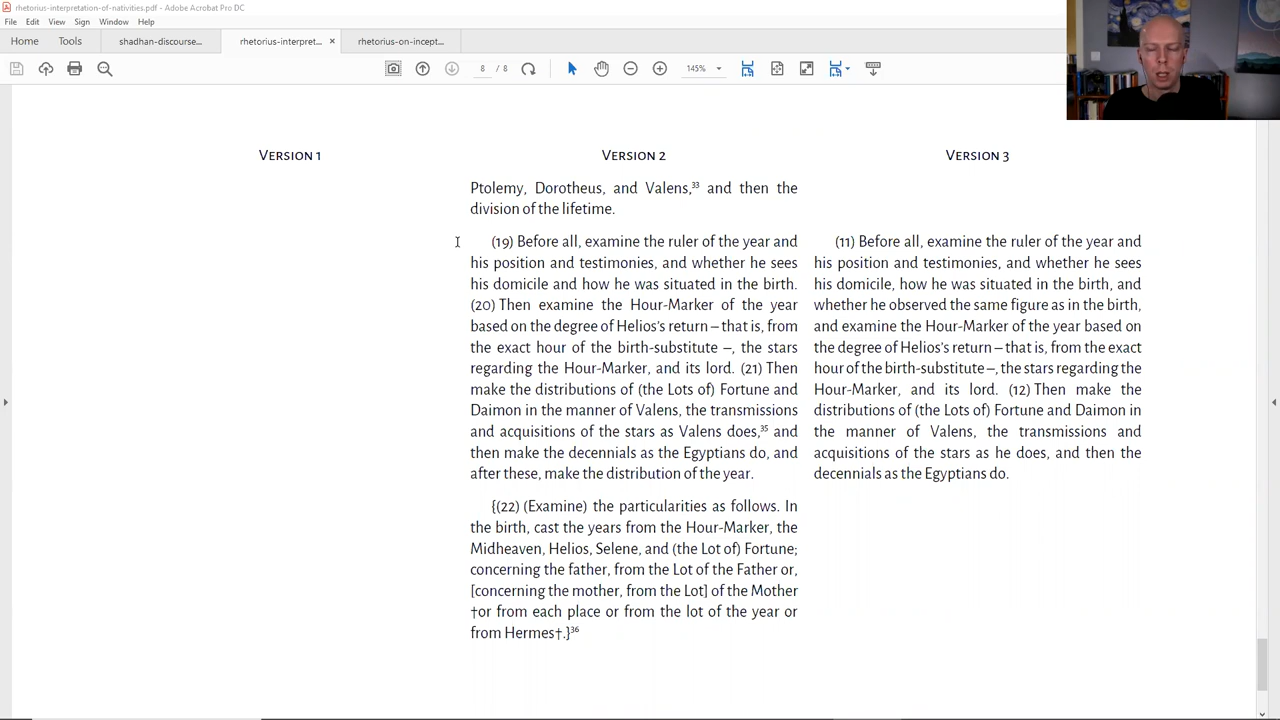 rhetorius-interpretation-of-nativities.pdf - Adobe Acrobat Pro DC
File Edit View Sign Window Help
Home Tools shadhan-discourse... rhetorius-interpret... × rhetorius-on-incept...
8 / 8 145%
VERSION 1 VERSION 2 VERSION 3
Ptolemy, Dorotheus, and Valens,³³ and then the
division of the lifetime.
(19) Before all, examine the ruler of the year and
his position and testimonies, and whether he sees
his domicile and how he was situated in the birth.
(20) Then examine the Hour-Marker of the year
based on the degree of Helios's return – that is, from
the exact hour of the birth-substitute –, the stars
regarding the Hour-Marker, and its lord. (21) Then
make the distributions of (the Lots of) Fortune and
Daimon in the manner of Valens, the transmissions
and acquisitions of the stars as Valens does,³⁵ and
then make the decennials as the Egyptians do, and
after these, make the distribution of the year.
{(22) (Examine) the particularities as follows. In
the birth, cast the years from the Hour-Marker, the
Midheaven, Helios, Selene, and (the Lot of) Fortune;
concerning the father, from the Lot of the Father or,
[concerning the mother, from the Lot] of the Mother
†or from each place or from the lot of the year or
from Hermes†.}³⁶
(11) Before all, examine the ruler of the year and
his position and testimonies, and whether he sees
his domicile, how he was situated in the birth, and
whether he observed the same figure as in the birth,
and examine the Hour-Marker of the year based on
the degree of Helios's return – that is, from the exact
hour of the birth-substitute –, the stars regarding the
Hour-Marker, and its lord. (12) Then make the
distributions of (the Lots of) Fortune and Daimon in
the manner of Valens, the transmissions and
acquisitions of the stars as he does, and then the
decennials as the Egyptians do.